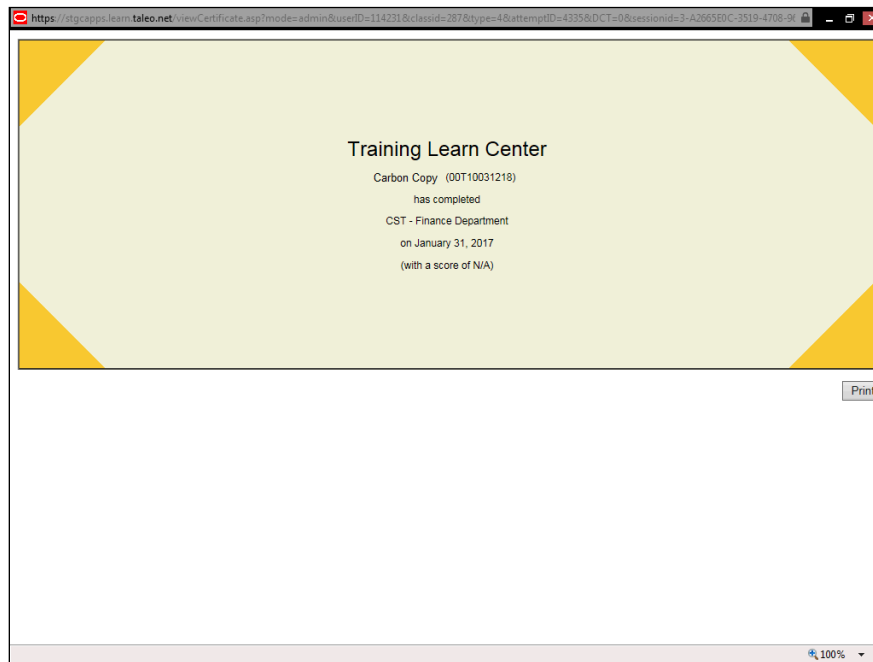 https://stgcapps.learn.taleo.net/viewCertificate.asp?mode=admin&userID=114231&classid=287&type=4&attemptID=4335&DCT=0&sessionid=3-A2665E0C-3519-4708-9
Training Learn Center
Carbon Copy (00T10031218)
has completed
CST - Finance Department
on January 31, 2017
(with a score of N/A)
Print
100%